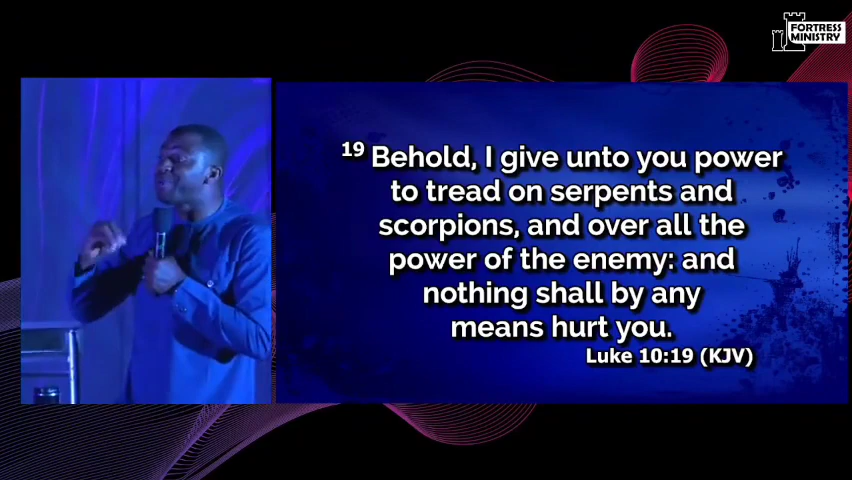 FORTRESS
MINISTRY
19 Behold, I give unto you power
to tread on serpents and
scorpions, and over all the
power of the enemy: and
nothing shall by any
means hurt you.
Luke 10:19 (KJV)